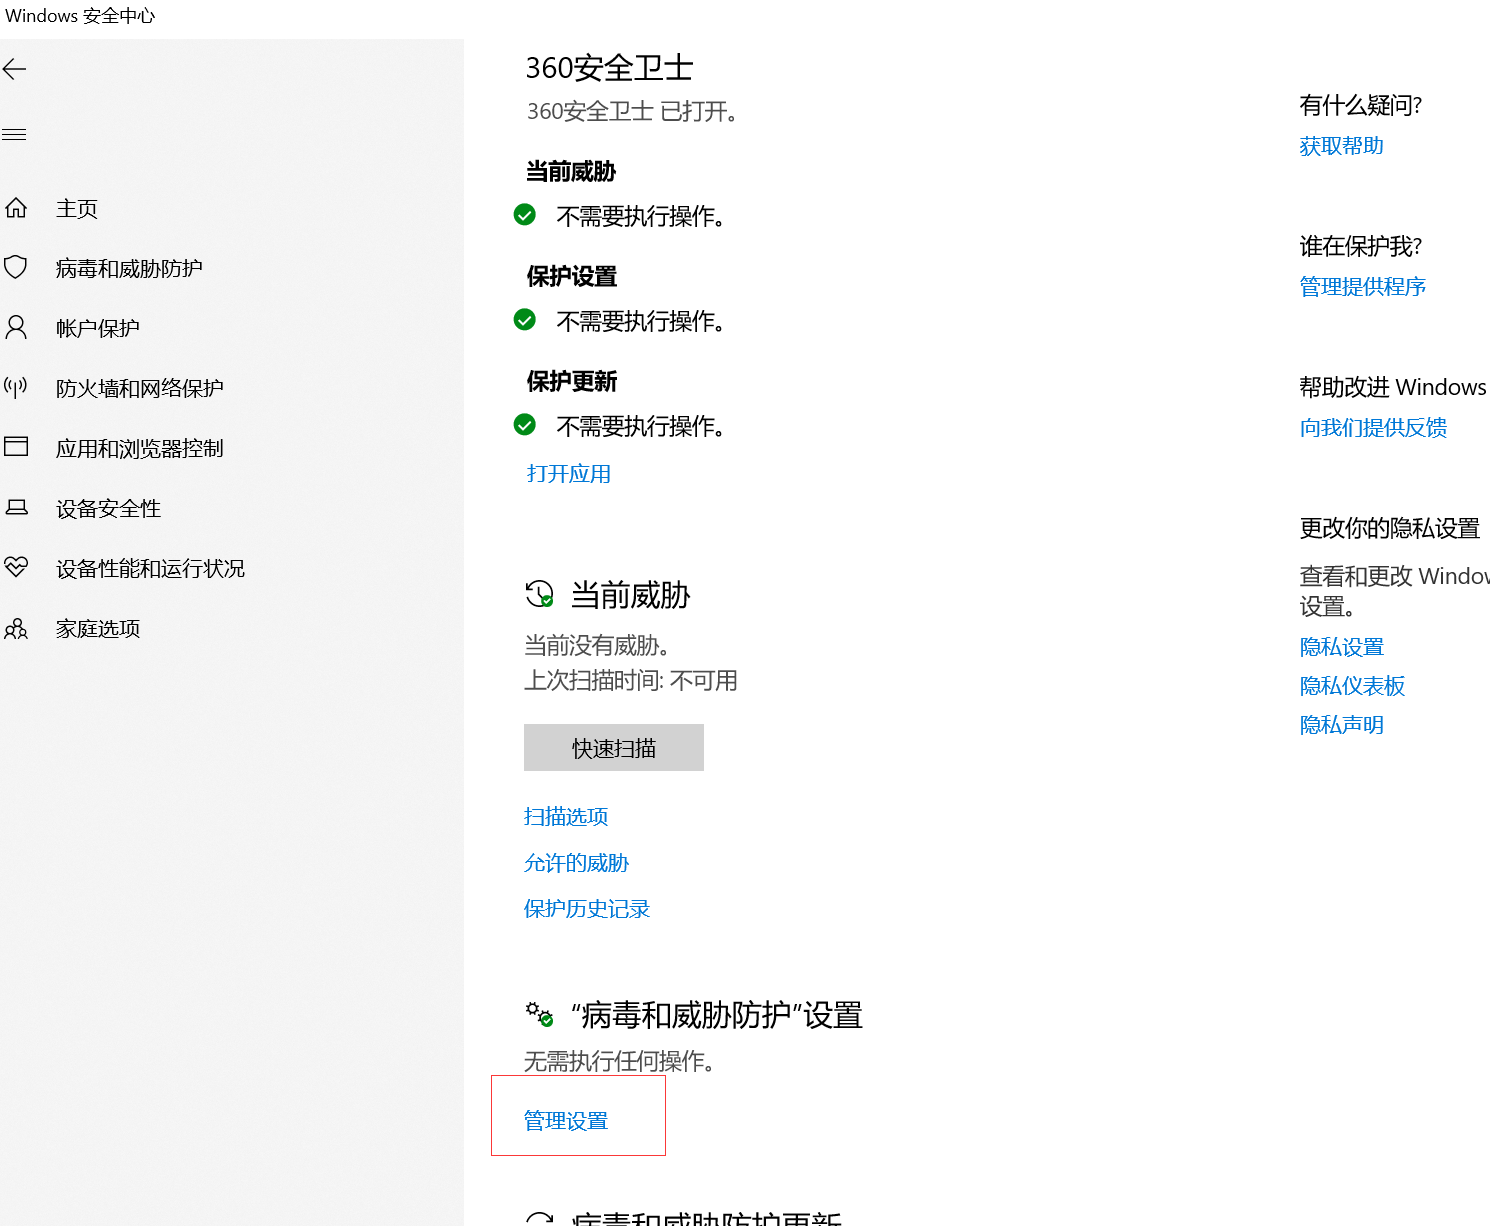 Windows 安全中心
主页
病毒和威胁防护
帐户保护
防火墙和网络保护
应用和浏览器控制
设备安全性
设备性能和运行状况
家庭选项
360安全卫士
360安全卫士 已打开。
当前威胁
不需要执行操作。
保护设置
不需要执行操作。
保护更新
不需要执行操作。
打开应用
当前威胁
当前没有威胁。
上次扫描时间: 不可用
快速扫描
扫描选项
允许的威胁
保护历史记录
“病毒和威胁防护”设置
无需执行任何操作。
管理设置
病毒和威胁防护更新
有什么疑问?
获取帮助
谁在保护我?
管理提供程序
帮助改进 Windows
向我们提供反馈
更改你的隐私设置
查看和更改 Window
设置。
隐私设置
隐私仪表板
隐私声明